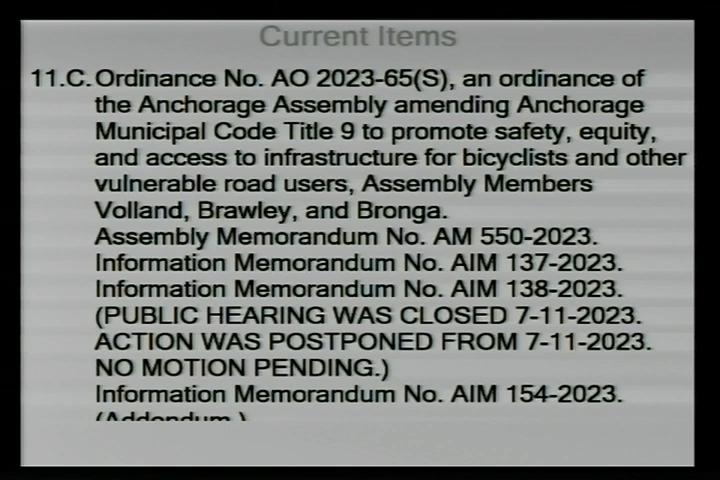 Current Items
11.C. Ordinance No. AO 2023-65(S), an ordinance of
the Anchorage Assembly amending Anchorage
Municipal Code Title 9 to promote safety, equity,
and access to infrastructure for bicyclists and other
vulnerable road users, Assembly Members
Volland, Brawley, and Bronga.
Assembly Memorandum No. AM 550-2023.
Information Memorandum No. AIM 137-2023.
Information Memorandum No. AIM 138-2023.
(PUBLIC HEARING WAS CLOSED 7-11-2023.
ACTION WAS POSTPONED FROM 7-11-2023.
NO MOTION PENDING.)
Information Memorandum No. AIM 154-2023.
(Addendum.)